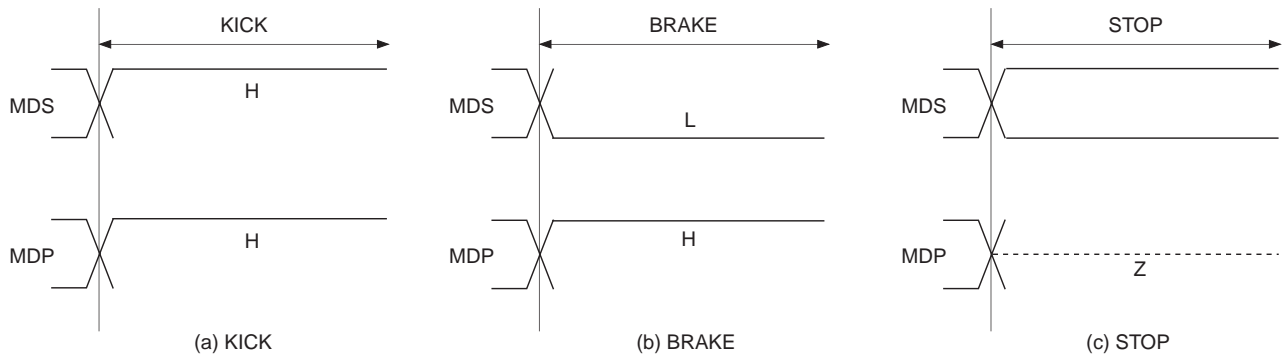 KICK
MDS
H
MDP
H
(a) KICK
BRAKE
MDS
L
MDP
H
(b) BRAKE
STOP
MDS
MDP
Z
(c) STOP